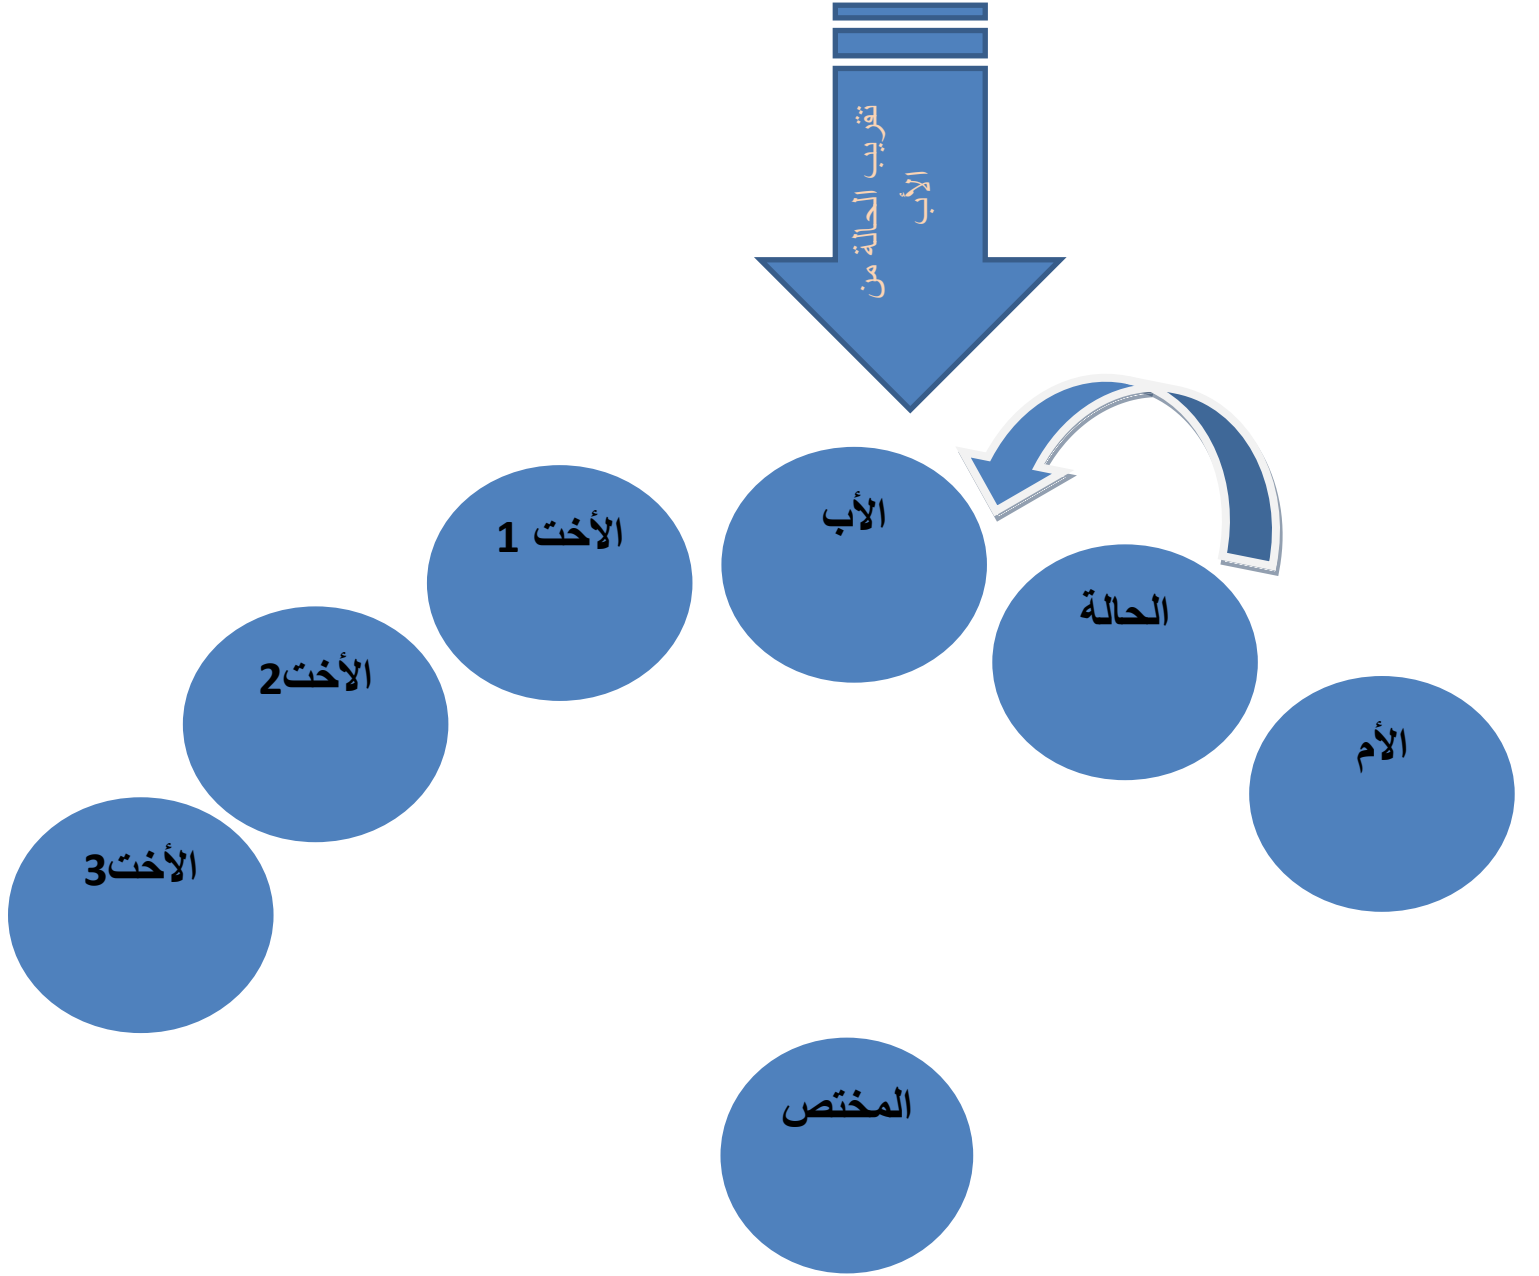 تقريب الحالة من
الأب
الأب
الأخت 1
الحالة
الأخت2
الأم
الأخت3
المختص